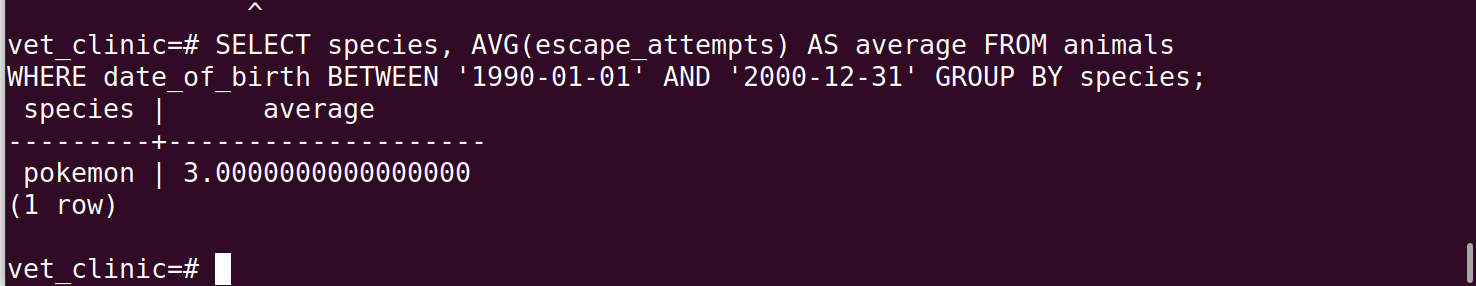 ^
vet_clinic=# SELECT species, AVG(escape_attempts) AS average FROM animals
WHERE date_of_birth BETWEEN '1990-01-01' AND '2000-12-31' GROUP BY species;
 species |      average
---------+--------------------
 pokemon | 3.0000000000000000
(1 row)
vet_clinic=#